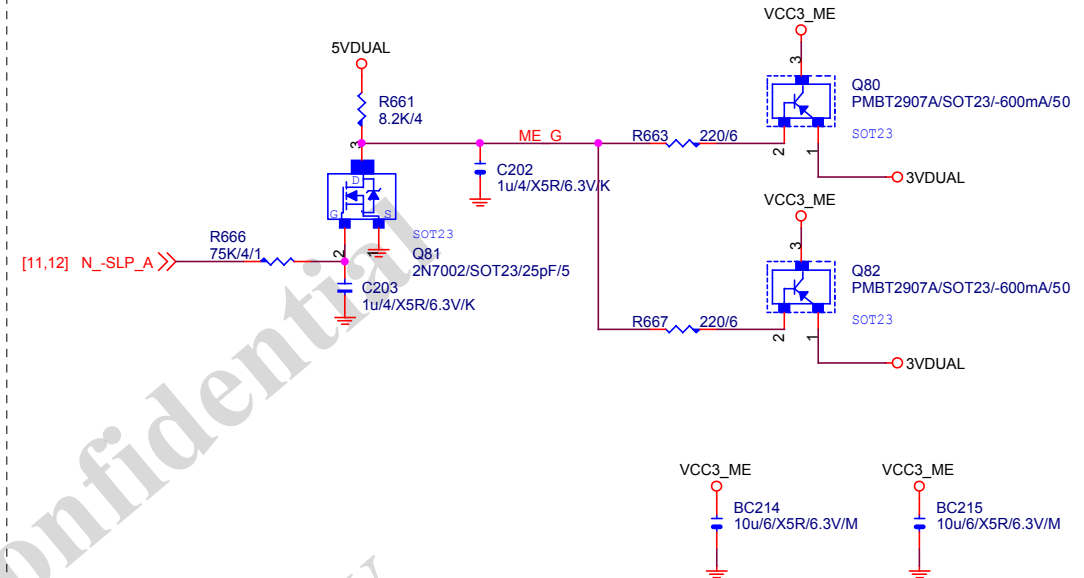 VCC3_ME
3
Q80
PMBT2907A/SOT23/-600mA/50
SOT23
2
1
3VDUAL
5VDUAL
R661
8.2K/4
3
ME_G
R663
220/6
C202
1u/4/X5R/6.3V/K
D
G
S
SOT23
Q81
2N7002/SOT23/25pF/5
2
1
R666
75K/4/1
[11,12] N_-SLP_A
C203
1u/4/X5R/6.3V/K
VCC3_ME
3
Q82
PMBT2907A/SOT23/-600mA/50
SOT23
R667
220/6
2
1
3VDUAL
VCC3_ME
BC214
10u/6/X5R/6.3V/M
VCC3_ME
BC215
10u/6/X5R/6.3V/M
onfidential